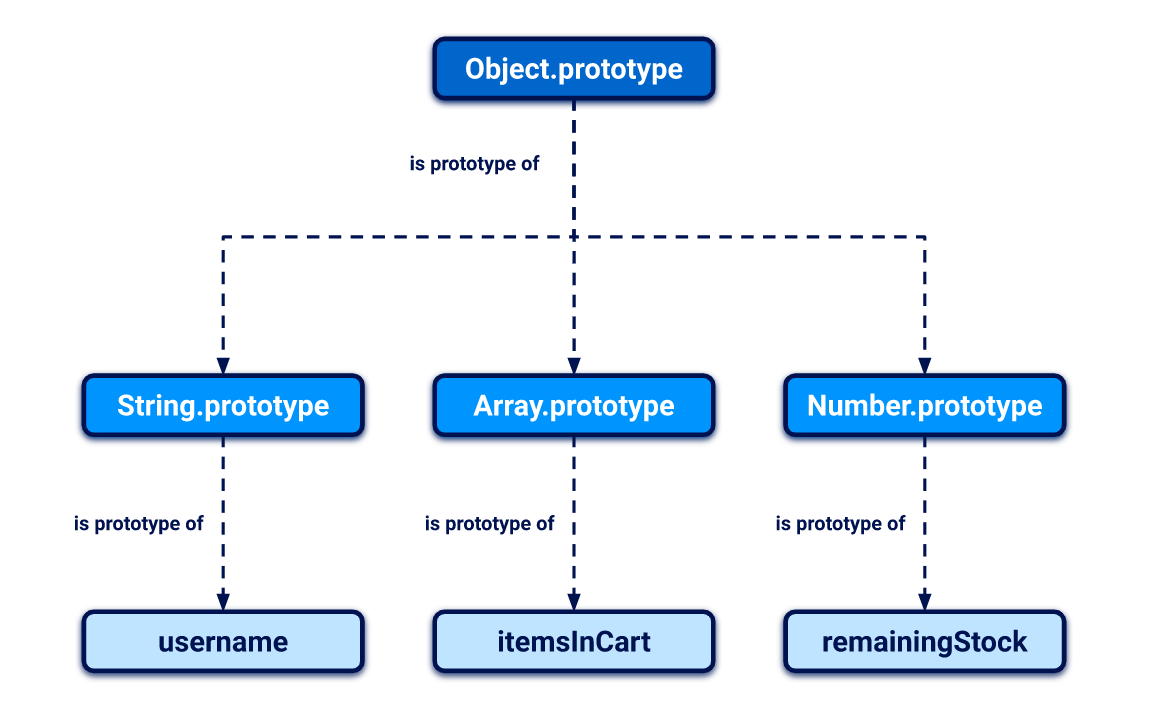 Object.prototype
is prototype of
String.prototype
Array.prototype
Number.prototype
is prototype of
is prototype of
is prototype of
username
itemsInCart
remainingStock